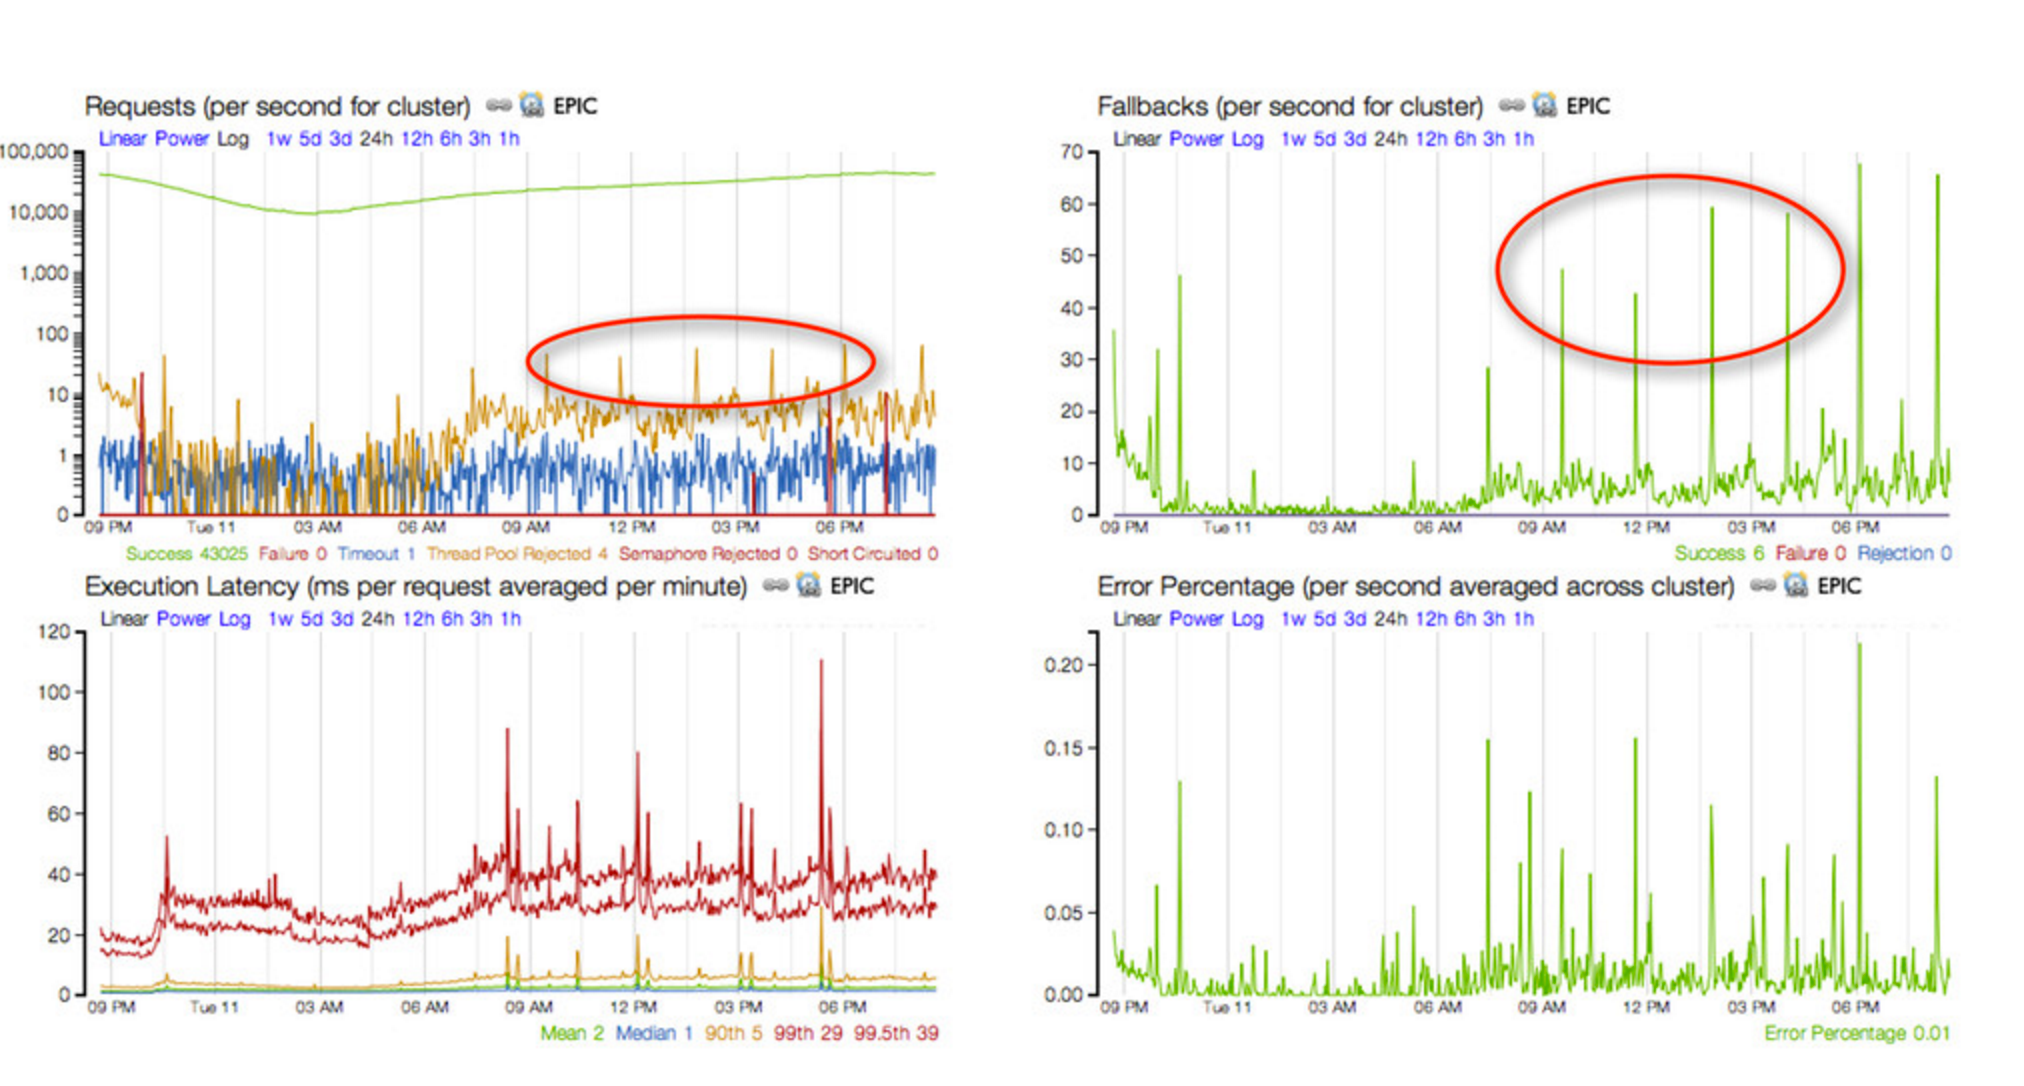 Requests (per second for cluster) EPIC
Linear Power Log 1w 5d 3d 24h 12h 6h 3h 1h
100,000
10,000
1,000
100
10
1
0
09 PM Tue 11 03 AM 06 AM 09 AM 12 PM 03 PM 06 PM
Success 43025 Failure 0 Timeout 1 Thread Pool Rejected 4 Semaphore Rejected 0 Short Circuited 0
Fallbacks (per second for cluster) EPIC
Linear Power Log 1w 5d 3d 24h 12h 6h 3h 1h
70
60
50
40
30
20
10
0
09 PM Tue 11 03 AM 06 AM 09 AM 12 PM 03 PM 06 PM
Success 6 Failure 0 Rejection 0
Execution Latency (ms per request averaged per minute) EPIC
Linear Power Log 1w 5d 3d 24h 12h 6h 3h 1h
120
100
80
60
40
20
0
09 PM Tue 11 03 AM 06 AM 09 AM 12 PM 03 PM 06 PM
Mean 2 Median 1 90th 5 99th 29 99.5th 39
Error Percentage (per second averaged across cluster) EPIC
Linear Power Log 1w 5d 3d 24h 12h 6h 3h 1h
0.20
0.15
0.10
0.05
0.00
09 PM Tue 11 03 AM 06 AM 09 AM 12 PM 03 PM 06 PM
Error Percentage 0.01